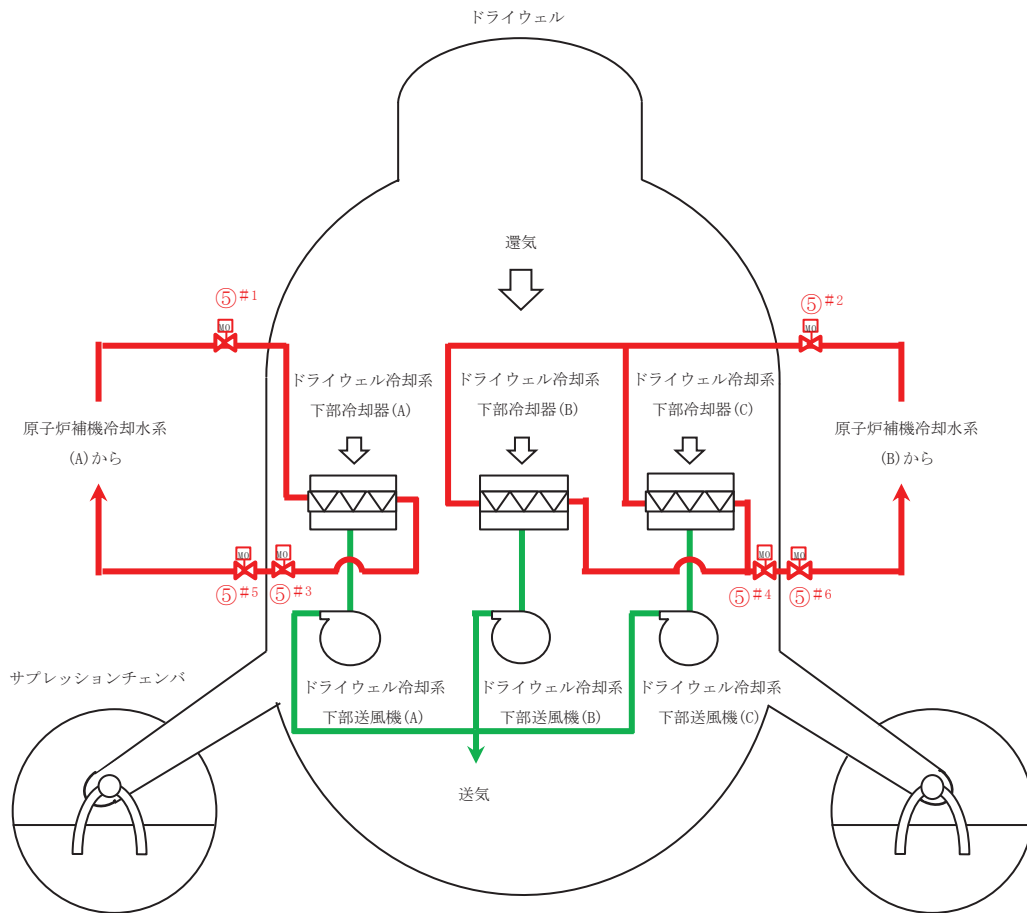 ドライウェル
還気
⑤#1
⑤#2
MO
MO
ドライウェル冷却系
下部冷却器(A)
ドライウェル冷却系
下部冷却器(B)
ドライウェル冷却系
下部冷却器(C)
原子炉補機冷却水系
(A)から
原子炉補機冷却水系
(B)から
MO
MO
MO
MO
⑤#5
⑤#3
⑤#4
⑤#6
サプレッションチェンバ
ドライウェル冷却系
下部送風機(A)
ドライウェル冷却系
下部送風機(B)
ドライウェル冷却系
下部送風機(C)
送気